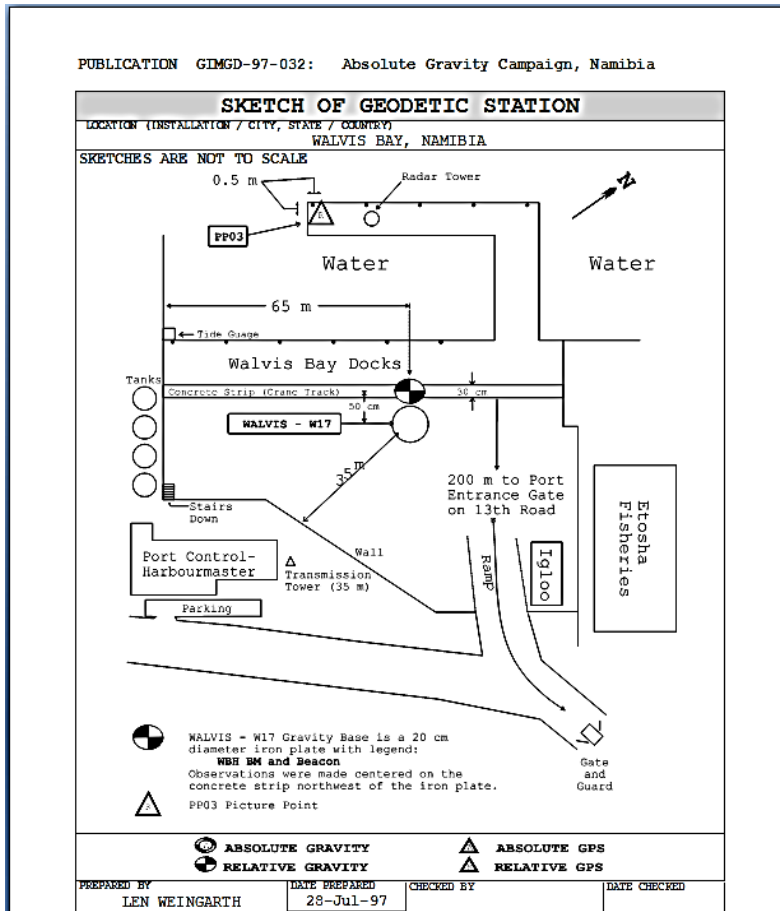 PUBLICATION GIMGD-97-032: Absolute Gravity Campaign, Namibia
SKETCH OF GEODETIC STATION
LOCATION (INSTALLATION / CITY, STATE / COUNTRY)
WALVIS BAY, NAMIBIA
SKETCHES ARE NOT TO SCALE
0.5 m
Radar Tower
N
PP03
Water
Water
65 m
Tide Guage
Walvis Bay Docks
Tanks
Concrete Strip (Crane Track)
30 cm
50 cm
WALVIS - W17
35 m
200 m to Port
Entrance Gate
on 13th Road
Etosha
Fisheries
Stairs
Down
Wall
Ramp
Igloo
Port Control-
Harbourmaster
Transmission
Tower (35 m)
Parking
WALVIS - W17 Gravity Base is a 20 cm
diameter iron plate with legend:
WBH BM and Beacon
Observations were made centered on the
concrete strip northwest of the iron plate.
Gate
and
Guard
PP03 Picture Point
ABSOLUTE GRAVITY
ABSOLUTE GPS
RELATIVE GRAVITY
RELATIVE GPS
PREPARED BY
DATE PREPARED
CHECKED BY
DATE CHECKED
LEN WEINGARTH
28-Jul-97